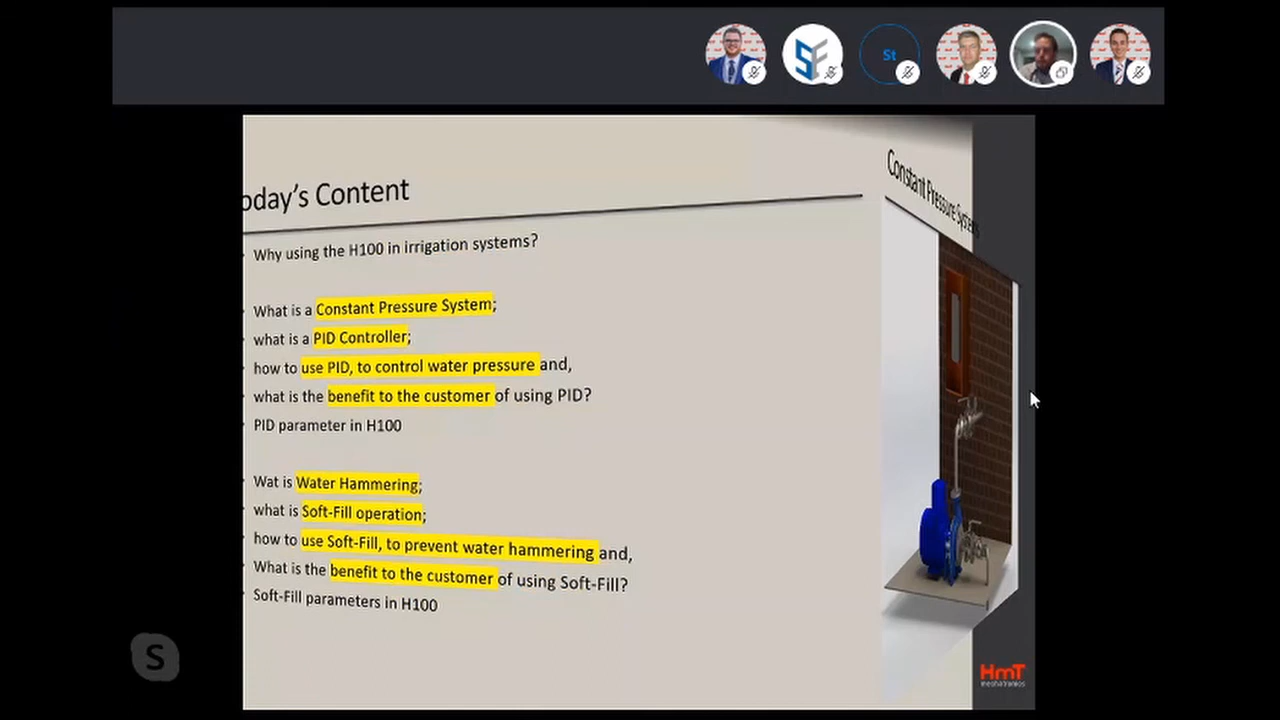 St
Constant Pressure System
oday's Content
Why using the H100 in irrigation systems?
What is a Constant Pressure System;
what is a PID Controller;
how to use PID, to control water pressure and,
what is the benefit to the customer of using PID?
PID parameter in H100
Wat is Water Hammering;
what is Soft-Fill operation;
how to use Soft-Fill, to prevent water hammering and,
What is the benefit to the customer of using Soft-Fill?
Soft-Fill parameters in H100
S
HmT
mechatronics